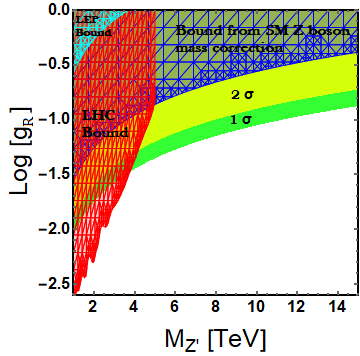 0.0
LEP
Bound
Bound from SM Z boson
mass correction
-0.5
2 σ
1 σ
-1.0
LHC
Bound
-1.5
-2.0
-2.5
Log [gR]
2 4 6 8 10 12 14
MZ' [TeV]